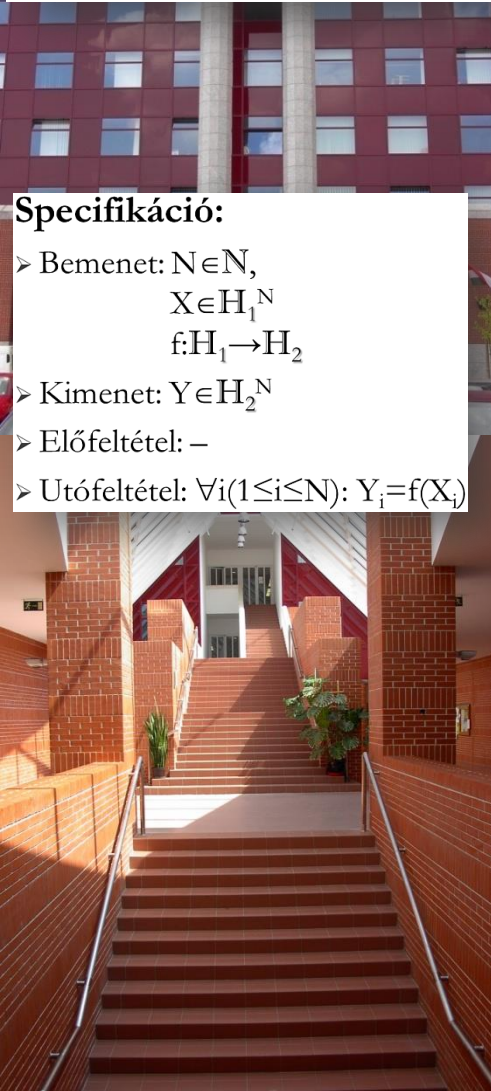 Specifikáció:
➢ Bemenet: N∈ℕ,
X∈ℍ₁ᴺ
f:ℍ₁→ℍ₂
➢ Kimenet: Y∈ℍ₂ᴺ
➢ Előfeltétel: –
➢ Utófeltétel: ∀i(1≤i≤N): Yᵢ=f(Xᵢ)